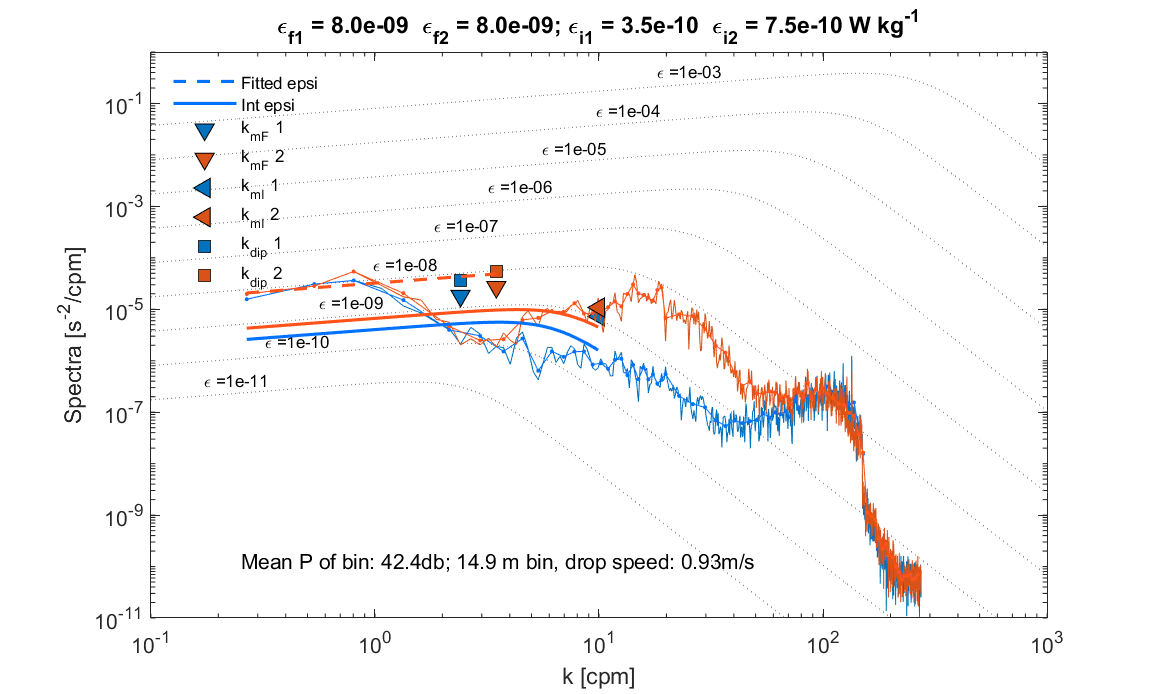 ϵf1 = 8.0e-09 ϵf2 = 8.0e-09; ϵi1 = 3.5e-10 ϵi2 = 7.5e-10 W kg-1
Fitted epsi
Int epsi
kmF 1
kmF 2
kmI 1
kmI 2
kdip 1
kdip 2
ϵ =1e-03
ϵ =1e-04
ϵ =1e-05
ϵ =1e-06
ϵ =1e-07
ϵ =1e-08
ϵ =1e-09
ϵ =1e-10
ϵ =1e-11
Mean P of bin: 42.4db; 14.9 m bin, drop speed: 0.93m/s
Spectra [s-2/cpm]
10-1
10-3
10-5
10-7
10-9
10-11
10-1
100
101
102
103
k [cpm]